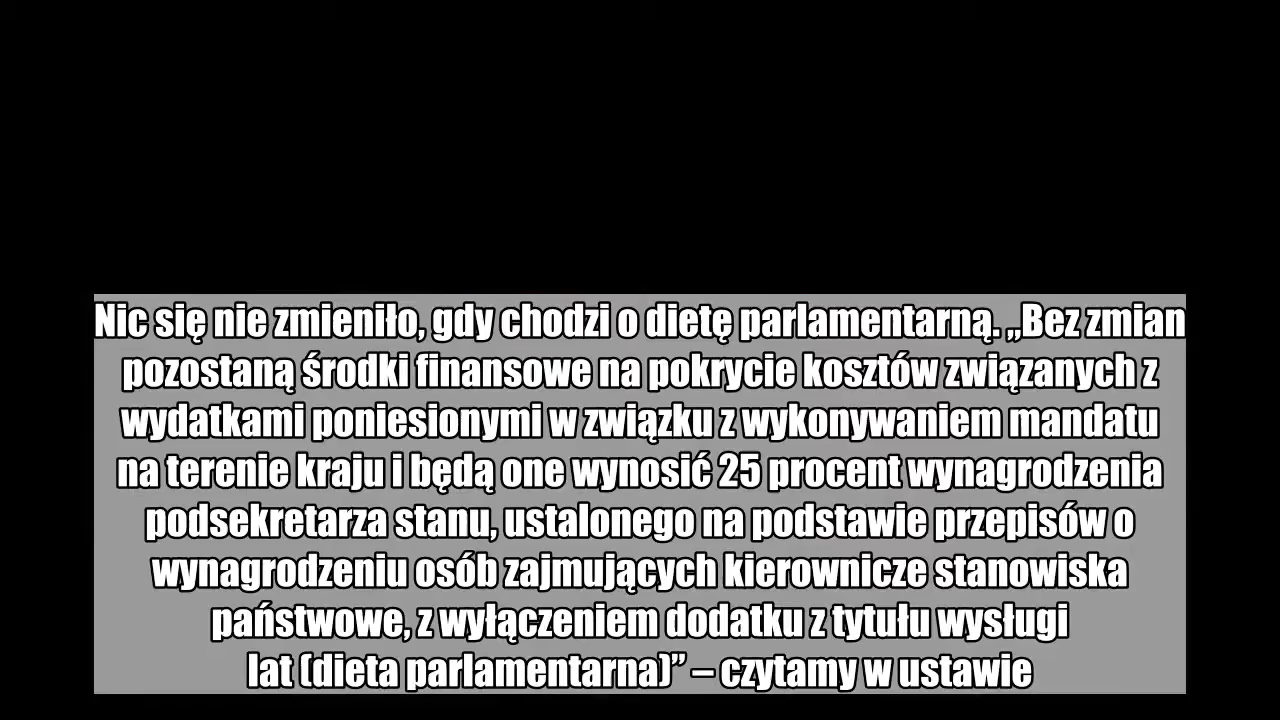 Nic się nie zmieniło, gdy chodzi o dietę parlamentarną. „Bez zmian
pozostaną środki finansowe na pokrycie kosztów związanych z
wydatkami poniesionymi w związku z wykonywaniem mandatu
na terenie kraju i będą one wynosić 25 procent wynagrodzenia
podsekretarza stanu, ustalonego na podstawie przepisów o
wynagrodzeniu osób zajmujących kierownicze stanowiska
państwowe, z wyłączeniem dodatku z tytułu wysługi
lat (dieta parlamentarna)” – czytamy w ustawie